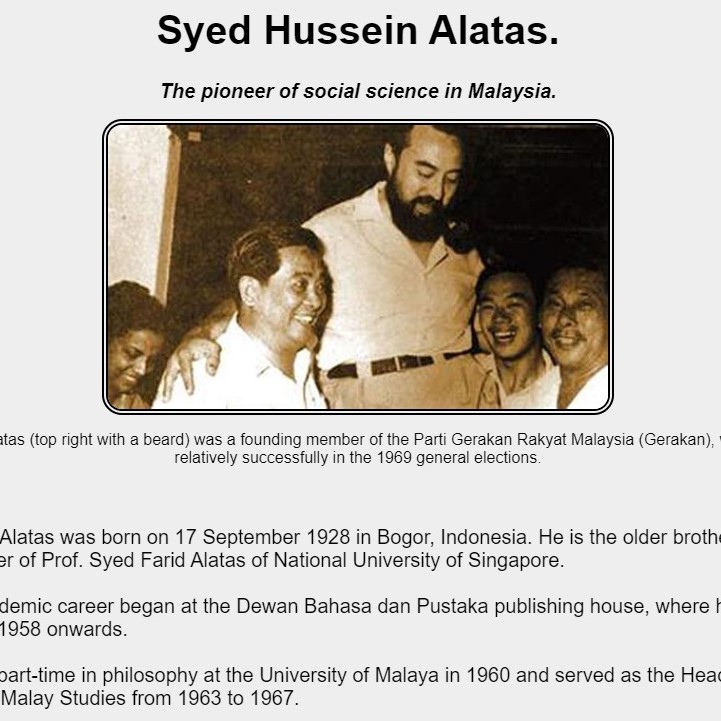 Syed Hussein Alatas.
The pioneer of social science in Malaysia.
(top right with a beard) was a founding member of the Parti Gerakan Rakyat Malaysia (Gerakan),
relatively successfully in the 1969 general elections.
Alatas was born on 17 September 1928 in Bogor, Indonesia. He is the older
of Prof. Syed Farid Alatas of National University of Singapore.
career began at the Dewan Bahasa dan Pustaka publishing house, where
1958 onwards.
part-time in philosophy at the University of Malaya in 1960 and served as the Head
Malay Studies from 1963 to 1967.